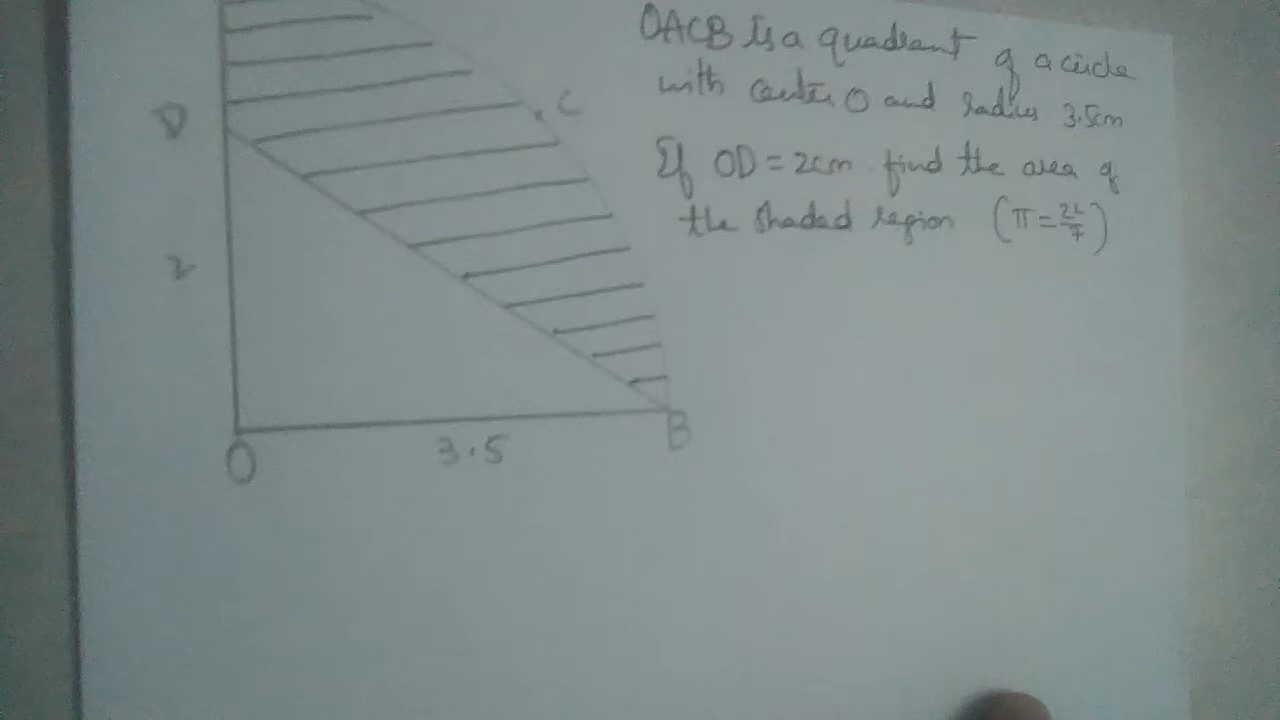 OACB is a quadrant of a circle
with centre O and radius 3.5cm
If OD = 2cm find the area of
the shaded region (π = 22/7)
C
D
2
O
3.5
B